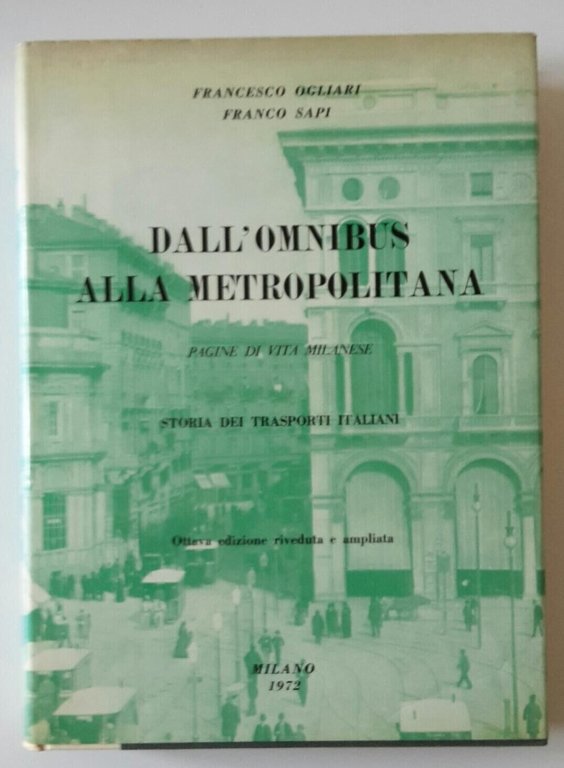 FRANCESCO OGLIARI
FRANCO SAPI
DALL'OMNIBUS
ALLA METROPOLITANA
PAGINE DI VITA MILANESE
STORIA DEI TRASPORTI ITALIANI
Ottava edizione riveduta e ampliata
MILANO
1972